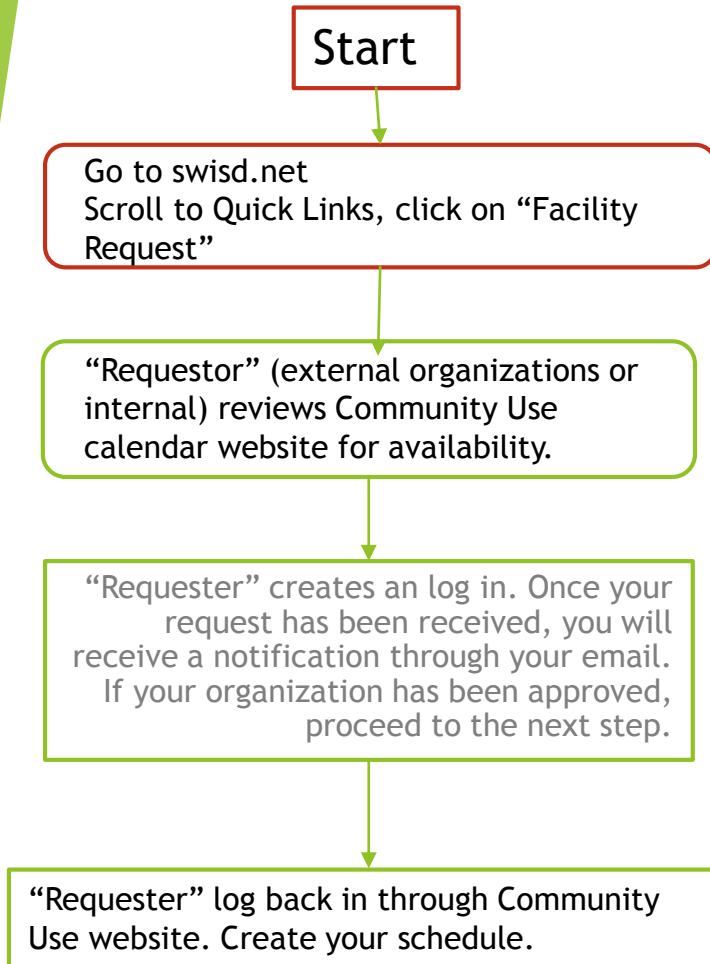 Start
Go to swisd.net
Scroll to Quick Links, click on “Facility
Request”
“Requestor” (external organizations or
internal) reviews Community Use
calendar website for availability.
“Requester” creates an log in. Once your
request has been received, you will
receive a notification through your email.
If your organization has been approved,
proceed to the next step.
“Requester” log back in through Community
Use website. Create your schedule.